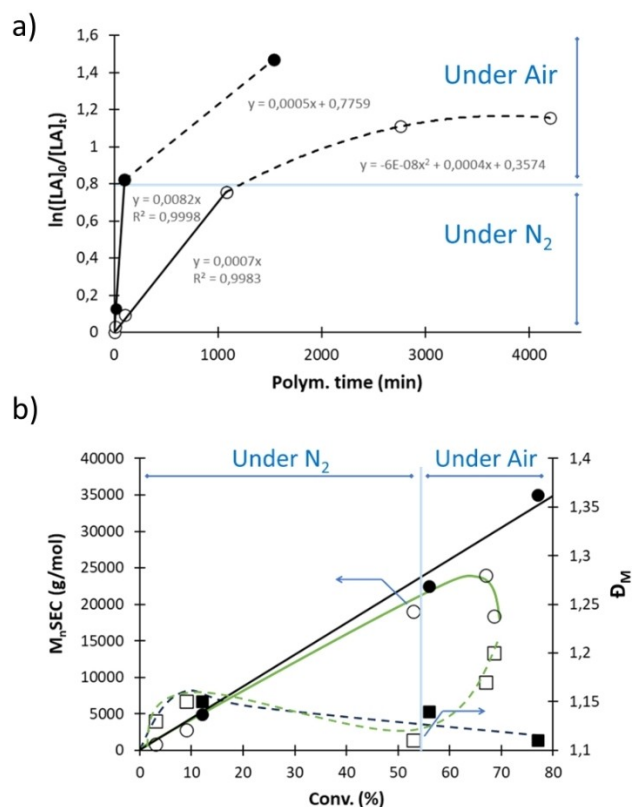 a)
1,6
1,4
1,2
1
0,8
0,6
0,4
0,2
0
ln([LA]0/[LA]t)
Under Air
y = 0,0005x + 0,7759
y = -6E-08x² + 0,0004x + 0,3574
y = 0,0082x
R² = 0,9998
Under N2
y = 0,0007x
R² = 0,9983
0 1000 2000 3000 4000
Polym. time (min)
b)
Under N2 Under Air
40000
35000
30000
25000
20000
15000
10000
5000
0
MnSEC (g/mol)
1,4
1,35
1,3
1,25
1,2
1,15
1,1
ĐM
0 10 20 30 40 50 60 70 80
Conv. (%)